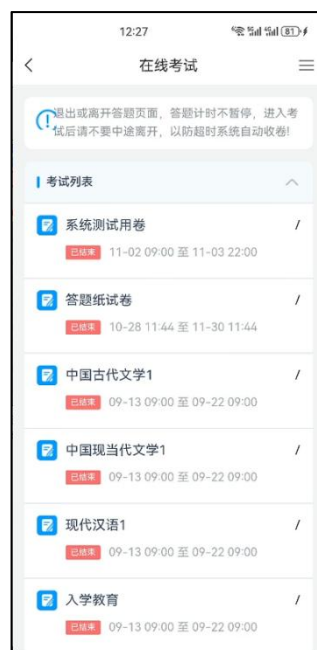 12:27
81
在线考试
退出或离开答题页面，答题计时不暂停，进入考
试后请不要中途离开，以防超时系统自动收卷!
考试列表
系统测试用卷 /
已结束 11-02 09:00 至 11-03 22:00
答题纸试卷 /
已结束 10-28 11:44 至 11-30 11:44
中国古代文学1 /
已结束 09-13 09:00 至 09-22 09:00
中国现当代文学1 /
已结束 09-13 09:00 至 09-22 09:00
现代汉语1 /
已结束 09-13 09:00 至 09-22 09:00
入学教育 /
已结束 09-13 09:00 至 09-22 09:00